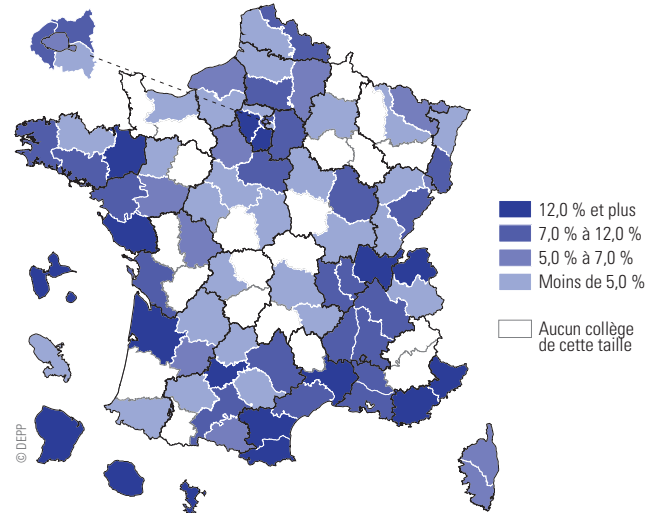 12,0 % et plus
7,0 % à 12,0 %
5,0 % à 7,0 %
Moins de 5,0 %
Aucun collège
de cette taille
© DEPP